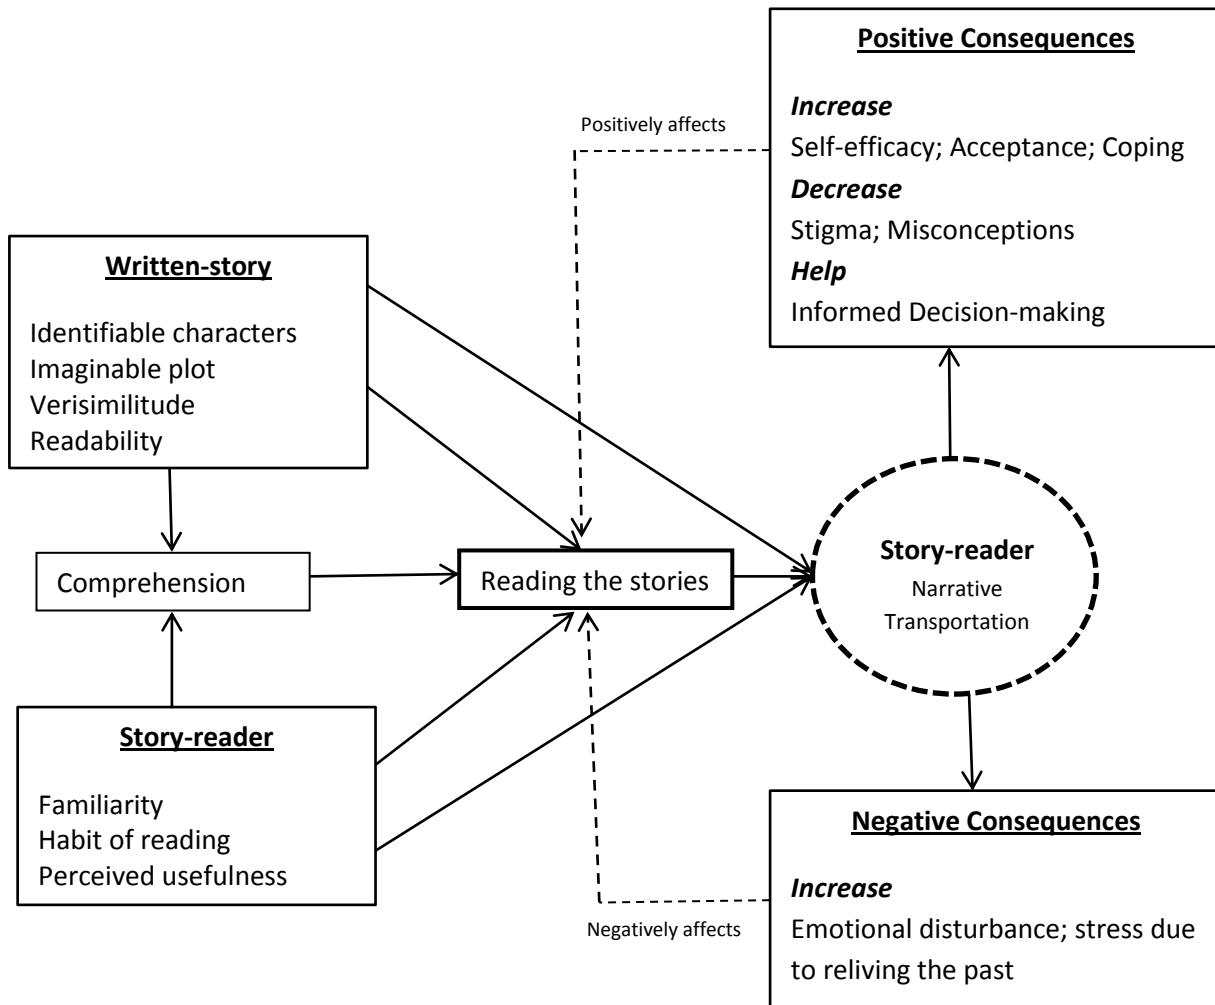 Positive Consequences
Increase
Self-efficacy; Acceptance; Coping
Decrease
Stigma; Misconceptions
Help
Informed Decision-making
Positively affects
Written-story
Identifiable characters
Imaginable plot
Verisimilitude
Readability
Comprehension
Reading the stories
Story-reader
Narrative
Transportation
Story-reader
Familiarity
Habit of reading
Perceived usefulness
Negatively affects
Negative Consequences
Increase
Emotional disturbance; stress due
to reliving the past